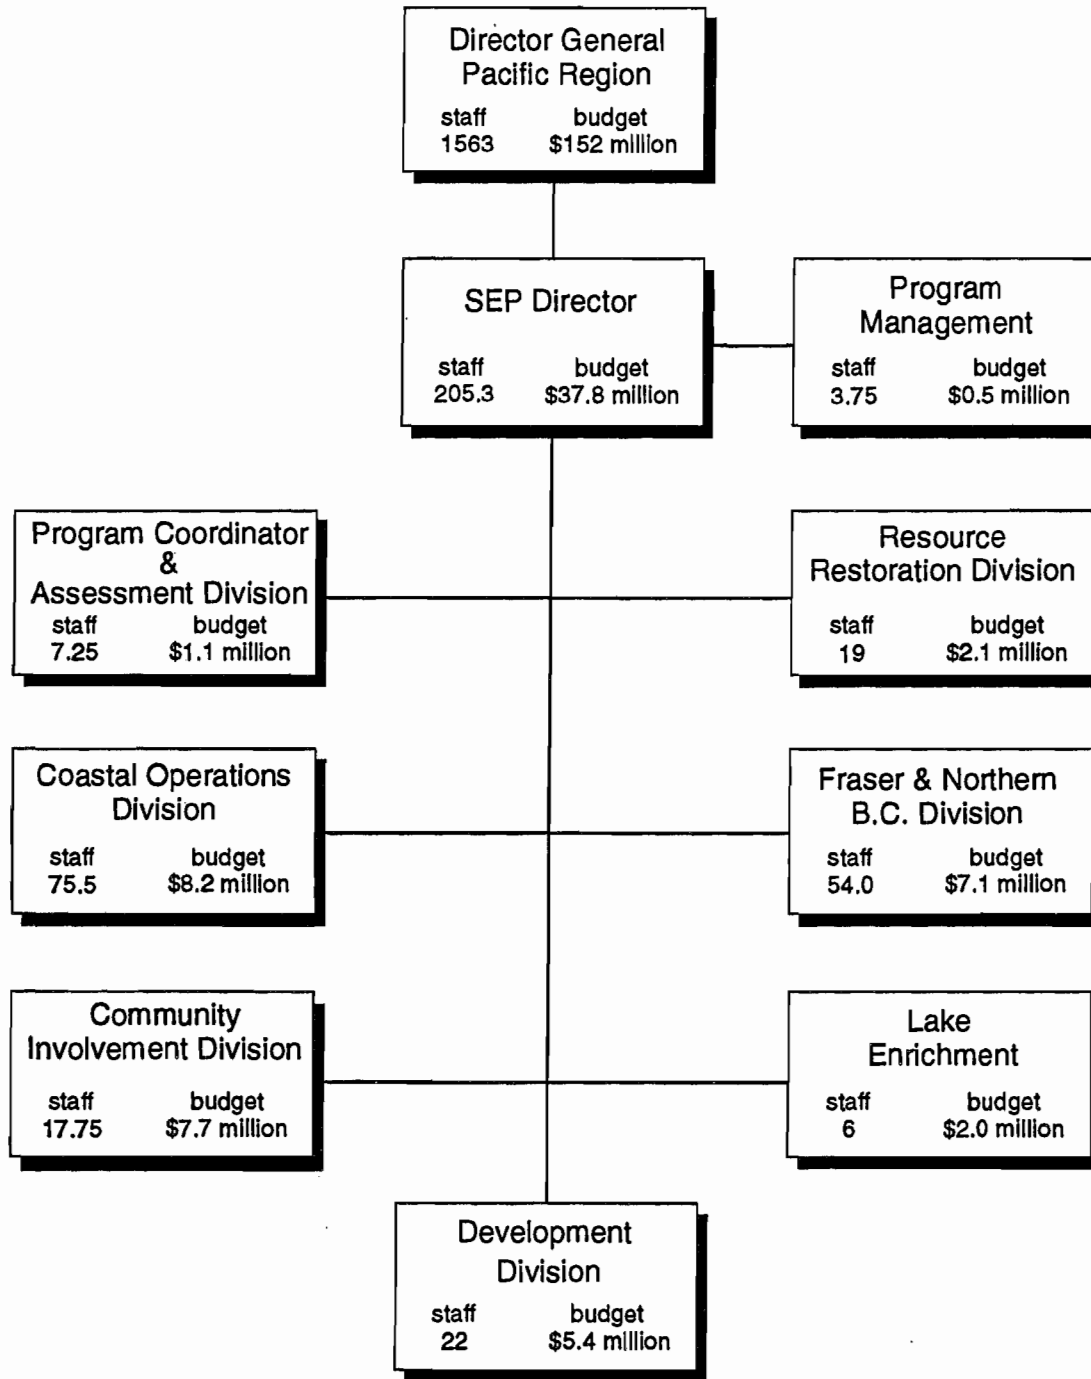 Director General
Pacific Region
staff budget
1563 $152 million
SEP Director
staff budget
205.3 $37.8 million
Program
Management
staff budget
3.75 $0.5 million
Program Coordinator
&
Assessment Division
staff budget
7.25 $1.1 million
Resource
Restoration Division
staff budget
19 $2.1 million
Coastal Operations
Division
staff budget
75.5 $8.2 million
Fraser & Northern
B.C. Division
staff budget
54.0 $7.1 million
Community
Involvement Division
staff budget
17.75 $7.7 million
Lake
Enrichment
staff budget
6 $2.0 million
Development
Division
staff budget
22 $5.4 million